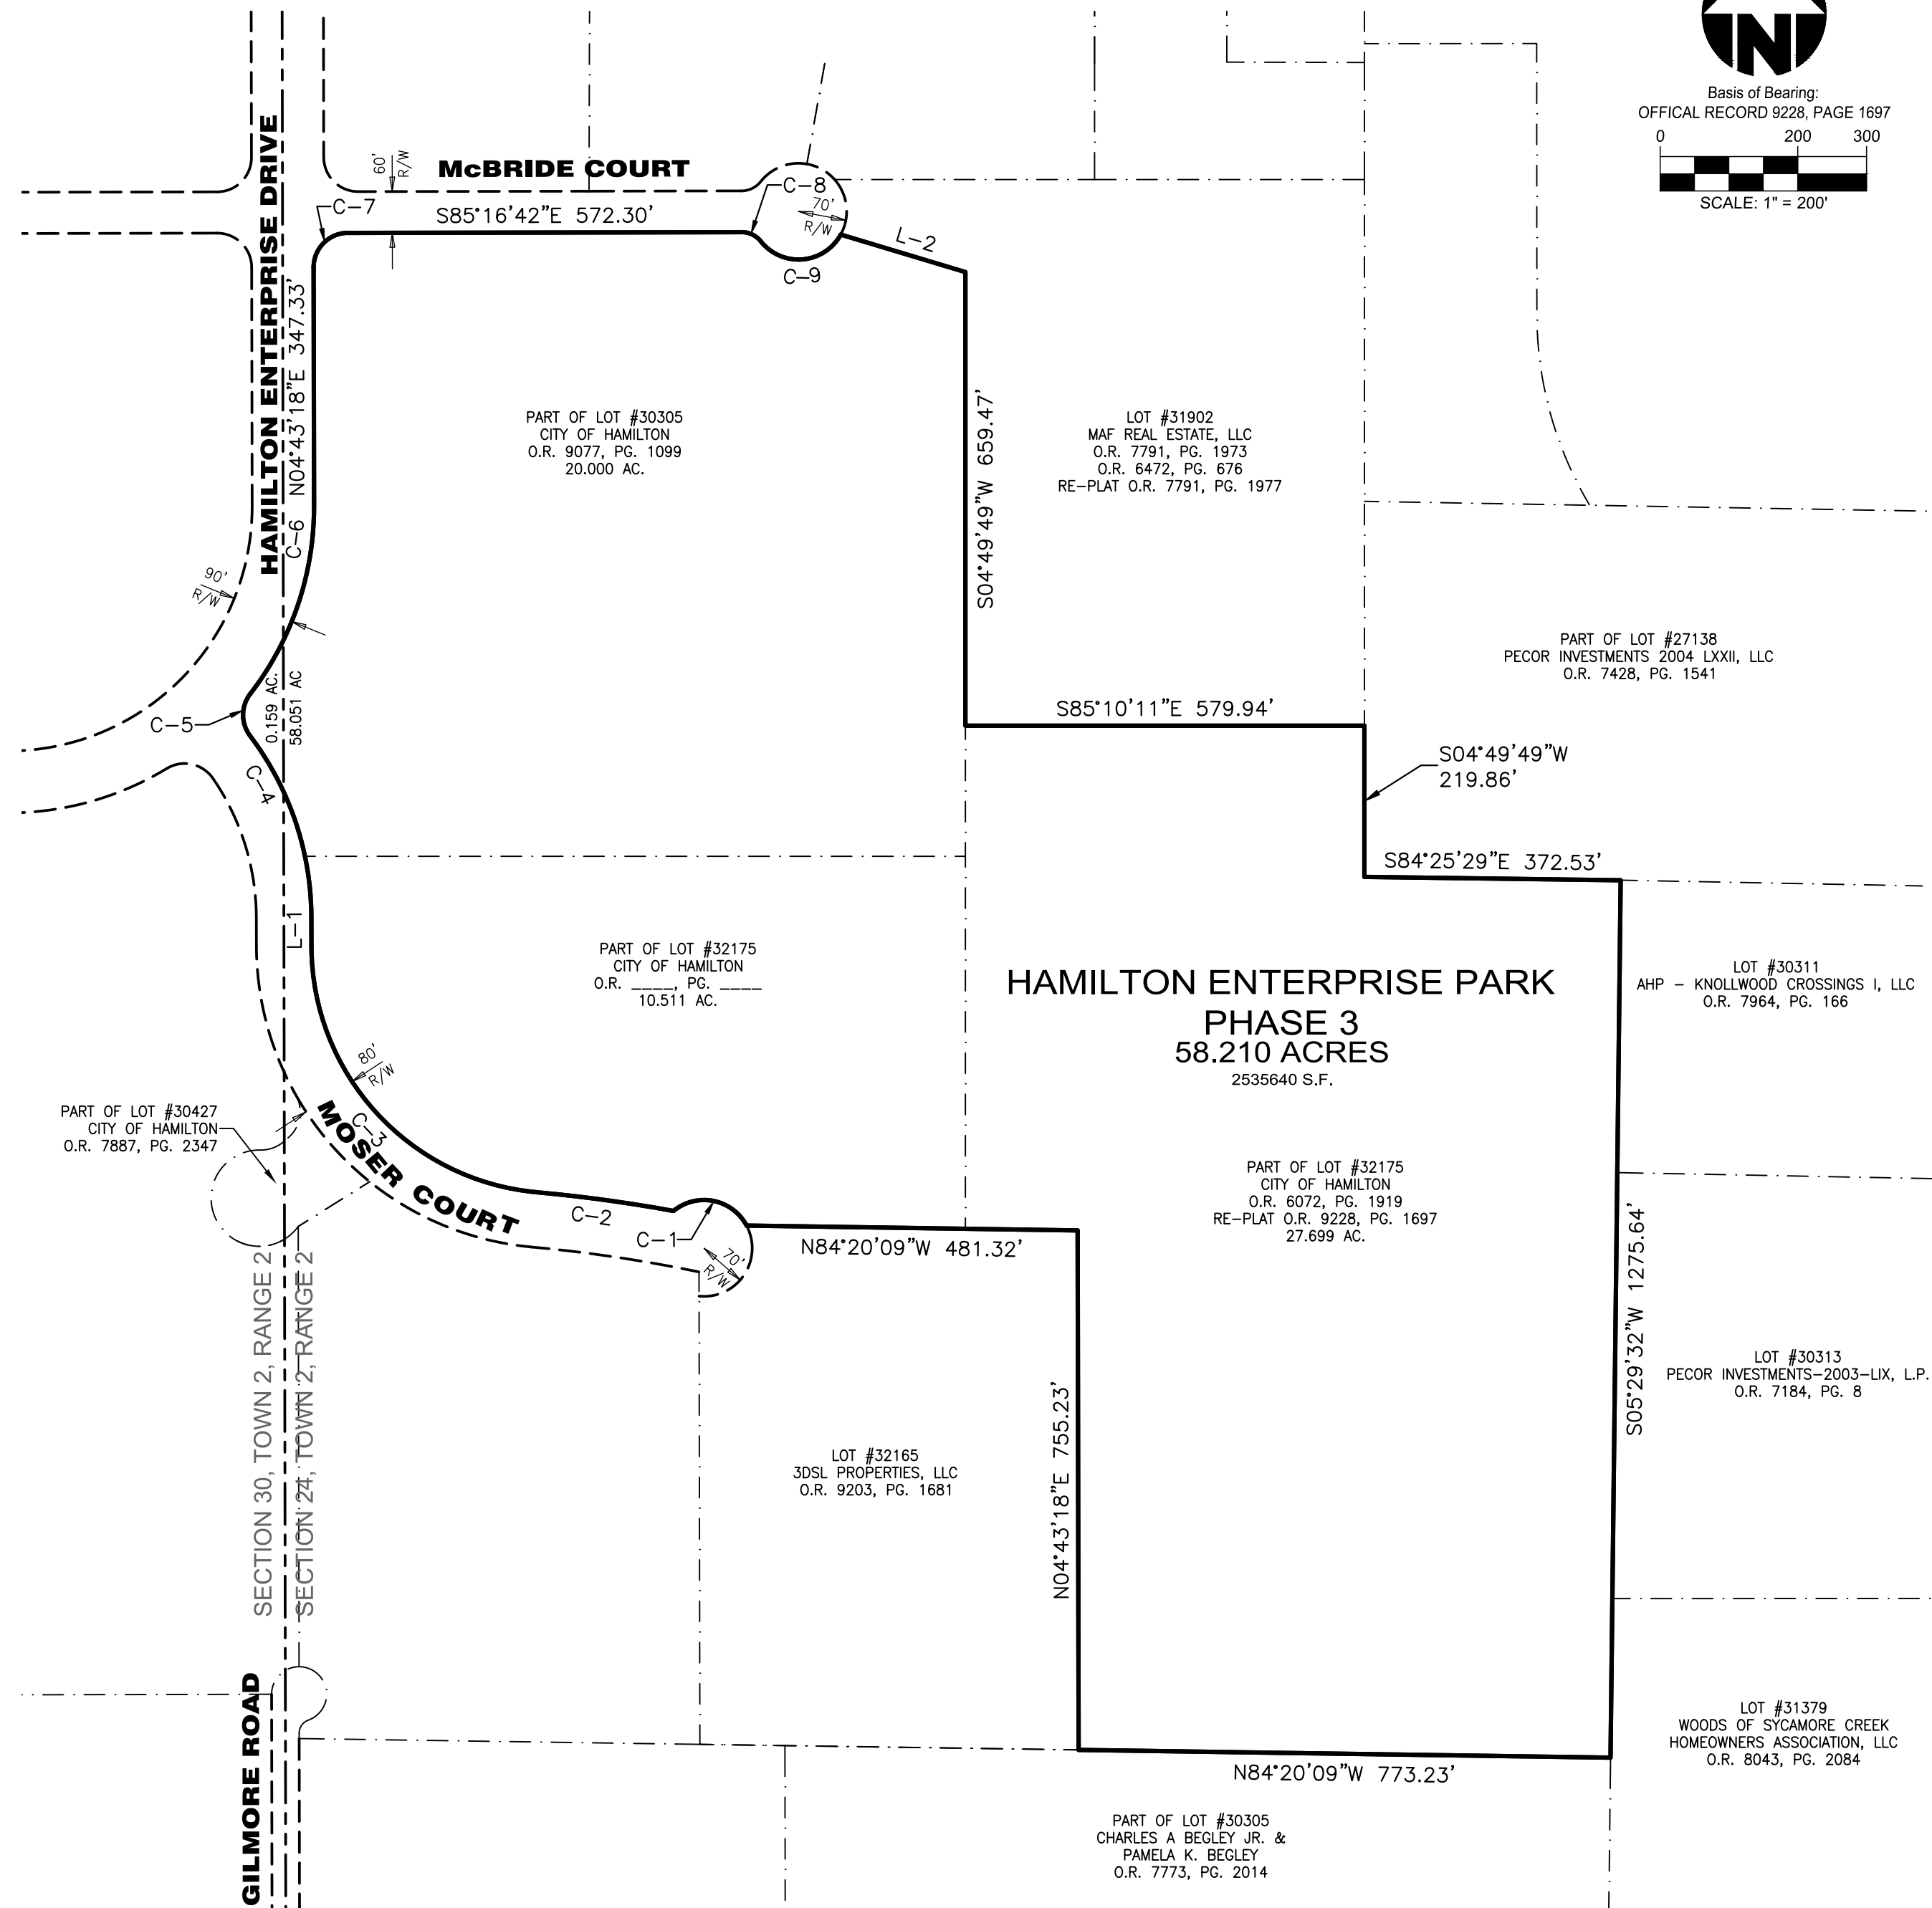 N
Basis of Bearing:
OFFICAL RECORD 9228, PAGE 1697
0 200 300
SCALE: 1" = 200'
HAMILTON ENTERPRISE DRIVE
60'
R/W
McBRIDE COURT
C-7
S85°16'42"E 572.30'
C-8
70'
R/W
C-9
L-2
N04°43'18"E 347.33'
C-6
90'
R/W
C-5
0.159 AC.
58.051 AC
C-4
L-1
PART OF LOT #30305
CITY OF HAMILTON
O.R. 9077, PG. 1099
20.000 AC.
S04°49'49"W 659.47'
LOT #31902
MAF REAL ESTATE, LLC
O.R. 7791, PG. 1973
O.R. 6472, PG. 676
RE-PLAT O.R. 7791, PG. 1977
PART OF LOT #27138
PECOR INVESTMENTS 2004 LXXII, LLC
O.R. 7428, PG. 1541
S85°10'11"E 579.94'
S04°49'49"W
219.86'
S84°25'29"E 372.53'
PART OF LOT #32175
CITY OF HAMILTON
O.R. ____, PG. ____
10.511 AC.
HAMILTON ENTERPRISE PARK
PHASE 3
58.210 ACRES
2535640 S.F.
LOT #30311
AHP - KNOLLWOOD CROSSINGS I, LLC
O.R. 7964, PG. 166
80'
R/W
C-3
MOSER COURT
PART OF LOT #30427
CITY OF HAMILTON
O.R. 7887, PG. 2347
C-2
C-1
70'
R/W
N84°20'09"W 481.32'
PART OF LOT #32175
CITY OF HAMILTON
O.R. 6072, PG. 1919
RE-PLAT O.R. 9228, PG. 1697
27.699 AC.
S05°29'32"W 1275.64'
SECTION 30, TOWN 2, RANGE 2
SECTION 24, TOWN 2, RANGE 2
LOT #30313
PECOR INVESTMENTS-2003-LIX, L.P.
O.R. 7184, PG. 8
N04°43'18"E 755.23'
LOT #32165
3DSL PROPERTIES, LLC
O.R. 9203, PG. 1681
GILMORE ROAD
LOT #31379
WOODS OF SYCAMORE CREEK
HOMEOWNERS ASSOCIATION, LLC
O.R. 8043, PG. 2084
N84°20'09"W 773.23'
PART OF LOT #30305
CHARLES A BEGLEY JR. &
PAMELA K. BEGLEY
O.R. 7773, PG. 2014